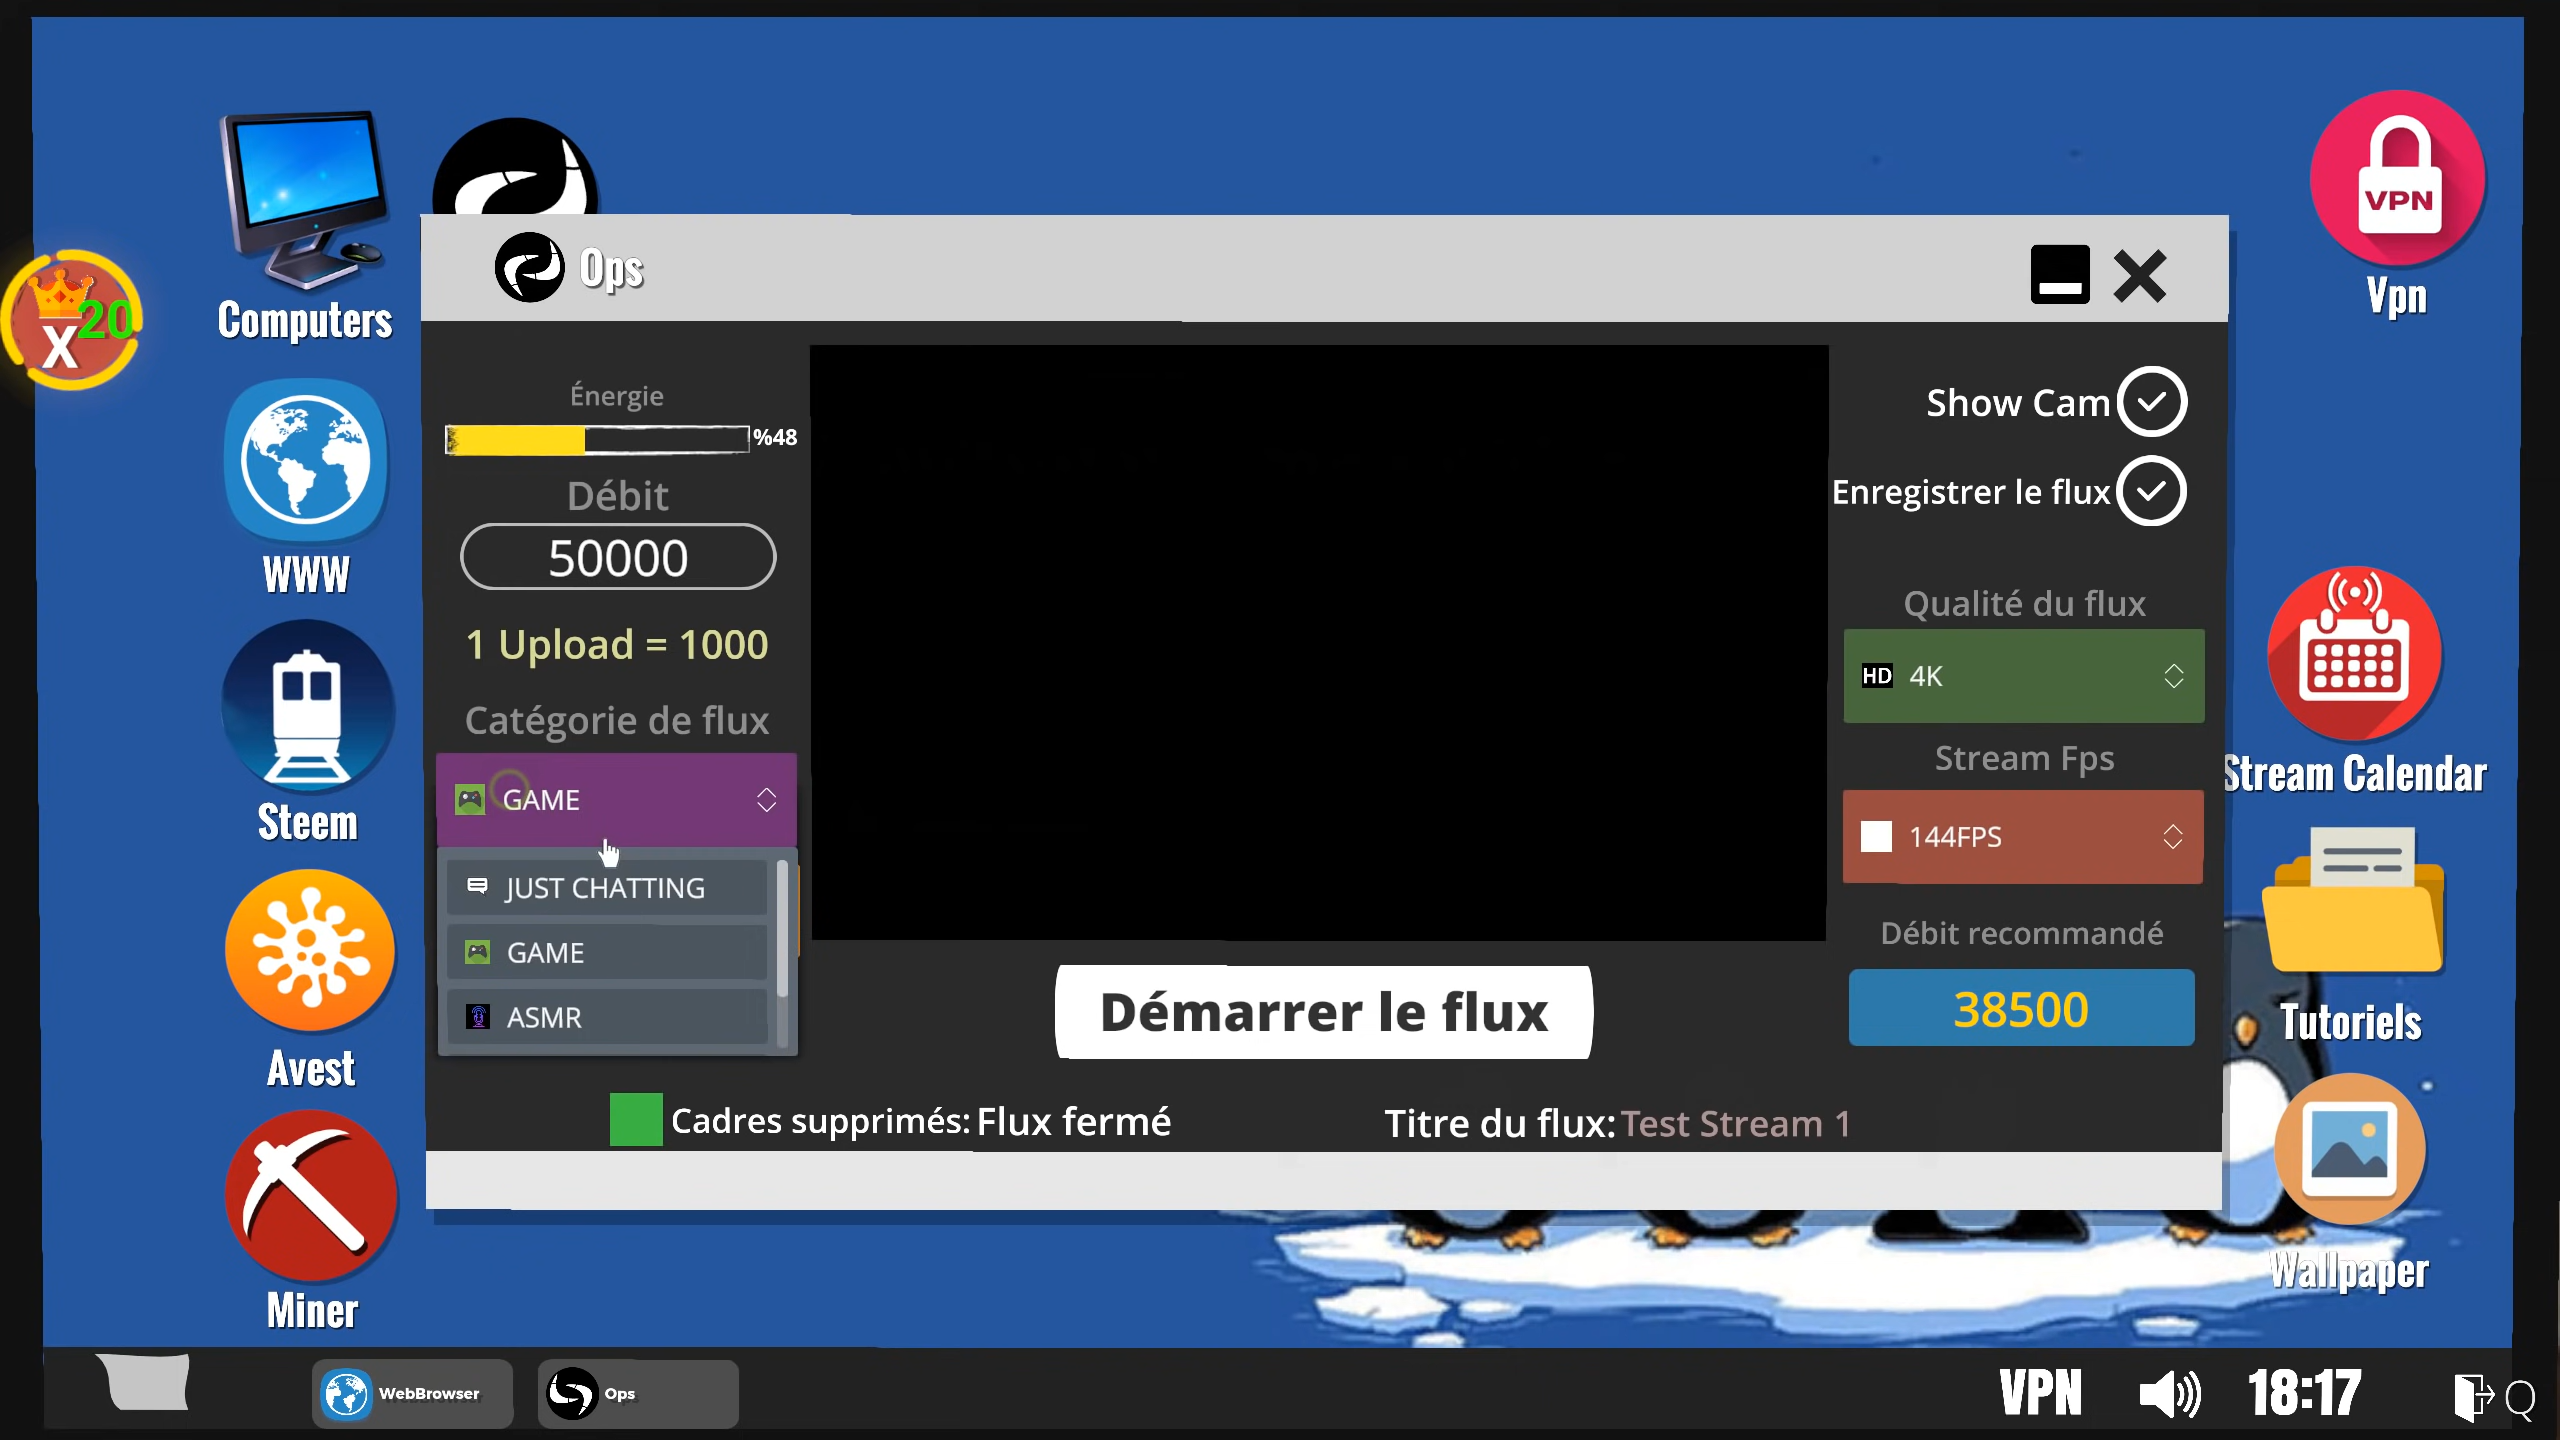 Computers
WWW
Steem
Avest
Miner
X20
Ops
Énergie
%48
Débit
50000
1 Upload = 1000
Catégorie de flux
GAME
JUST CHATTING
GAME
ASMR
Démarrer le flux
Cadres supprimés: Flux fermé
Titre du flux: Test Stream 1
Show Cam
Enregistrer le flux
Qualité du flux
HD 4K
Stream Fps
144FPS
Débit recommandé
38500
VPN
Vpn
Stream Calendar
Tutoriels
Wallpaper
WebBrowser
Ops
VPN
18:17
Q